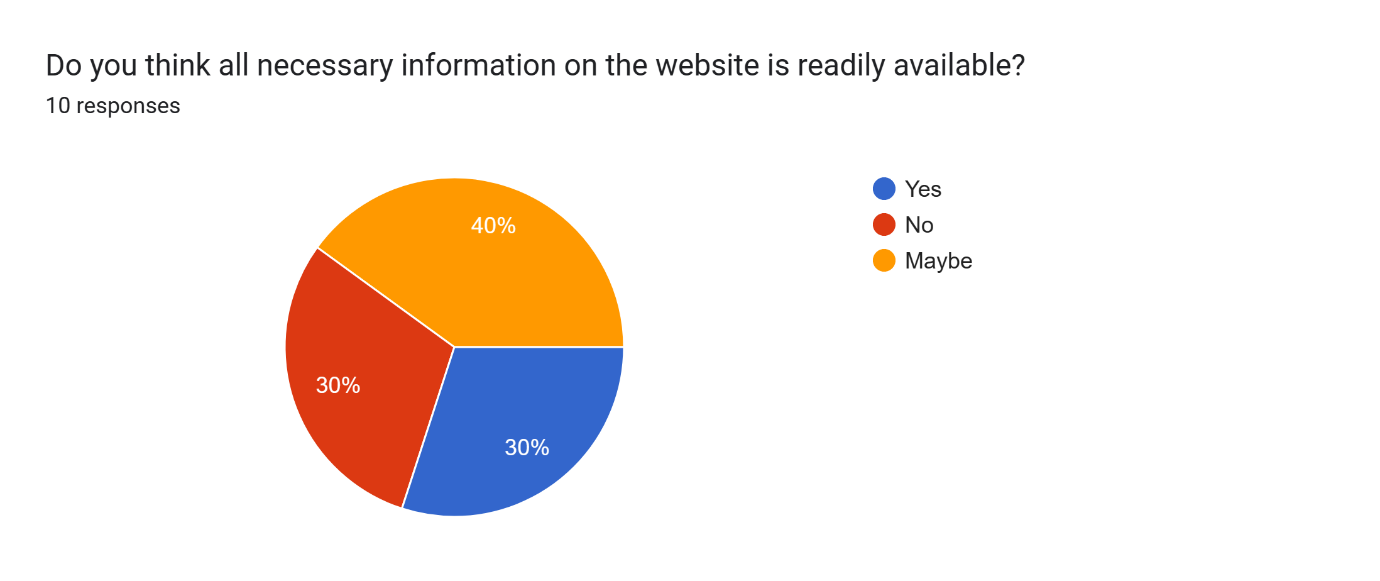 Do you think all necessary information on the website is readily available?
10 responses
Yes
No
Maybe
40%
30%
30%